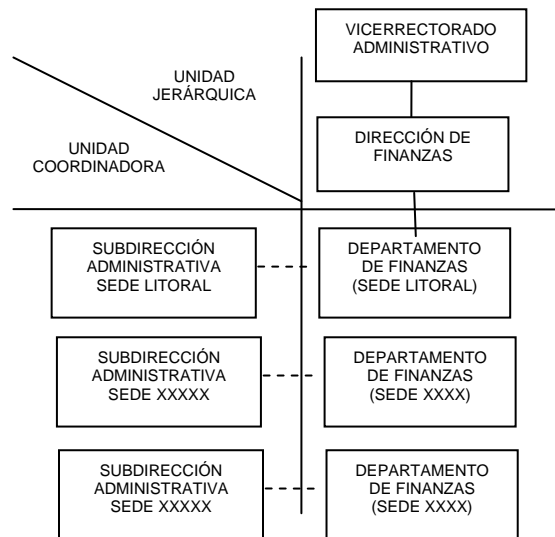 VICERRECTORADO
ADMINISTRATIVO
UNIDAD
JERÁRQUICA
UNIDAD
COORDINADORA
DIRECCIÓN DE
FINANZAS
SUBDIRECCIÓN
ADMINISTRATIVA
SEDE LITORAL
DEPARTAMENTO
DE FINANZAS
(SEDE LITORAL)
SUBDIRECCIÓN
ADMINISTRATIVA
SEDE XXXXX
DEPARTAMENTO
DE FINANZAS
(SEDE XXXX)
SUBDIRECCIÓN
ADMINISTRATIVA
SEDE XXXXX
DEPARTAMENTO
DE FINANZAS
(SEDE XXXX)